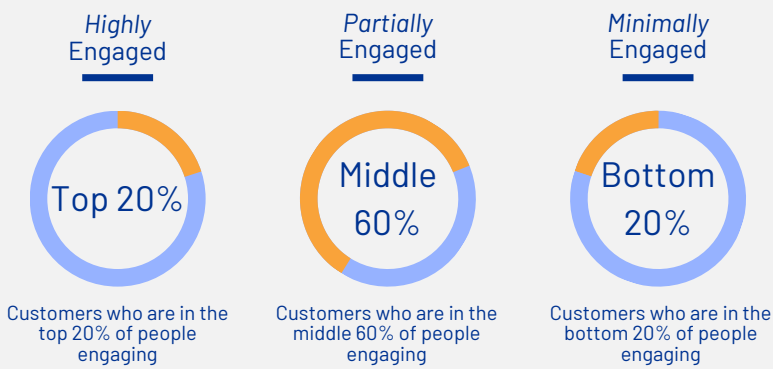 Highly
Engaged
Top 20%
Customers who are in the
top 20% of people
engaging
Partially
Engaged
Middle
60%
Customers who are in the
middle 60% of people
engaging
Minimally
Engaged
Bottom
20%
Customers who are in the
bottom 20% of people
engaging